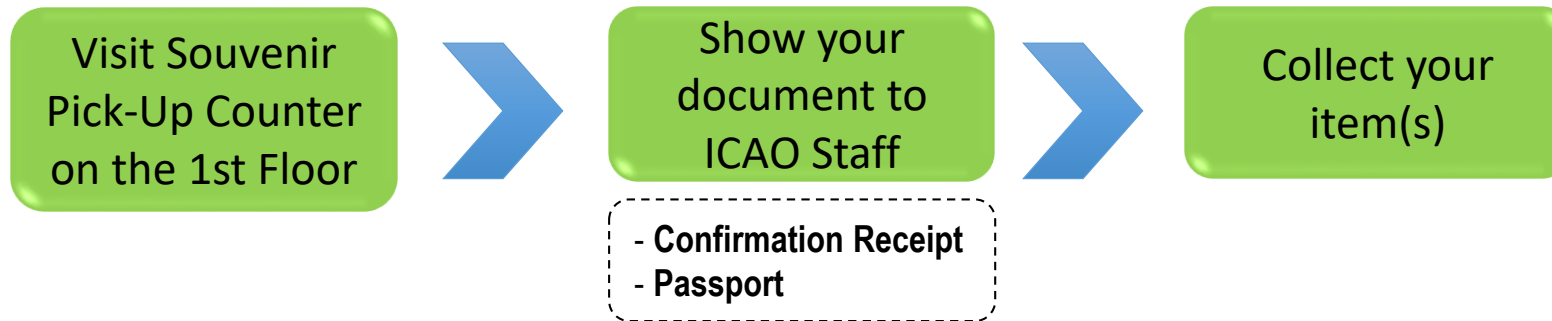 Visit Souvenir
Pick-Up Counter
on the 1st Floor
Show your
document to
ICAO Staff
- Confirmation Receipt
- Passport
Collect your
item(s)